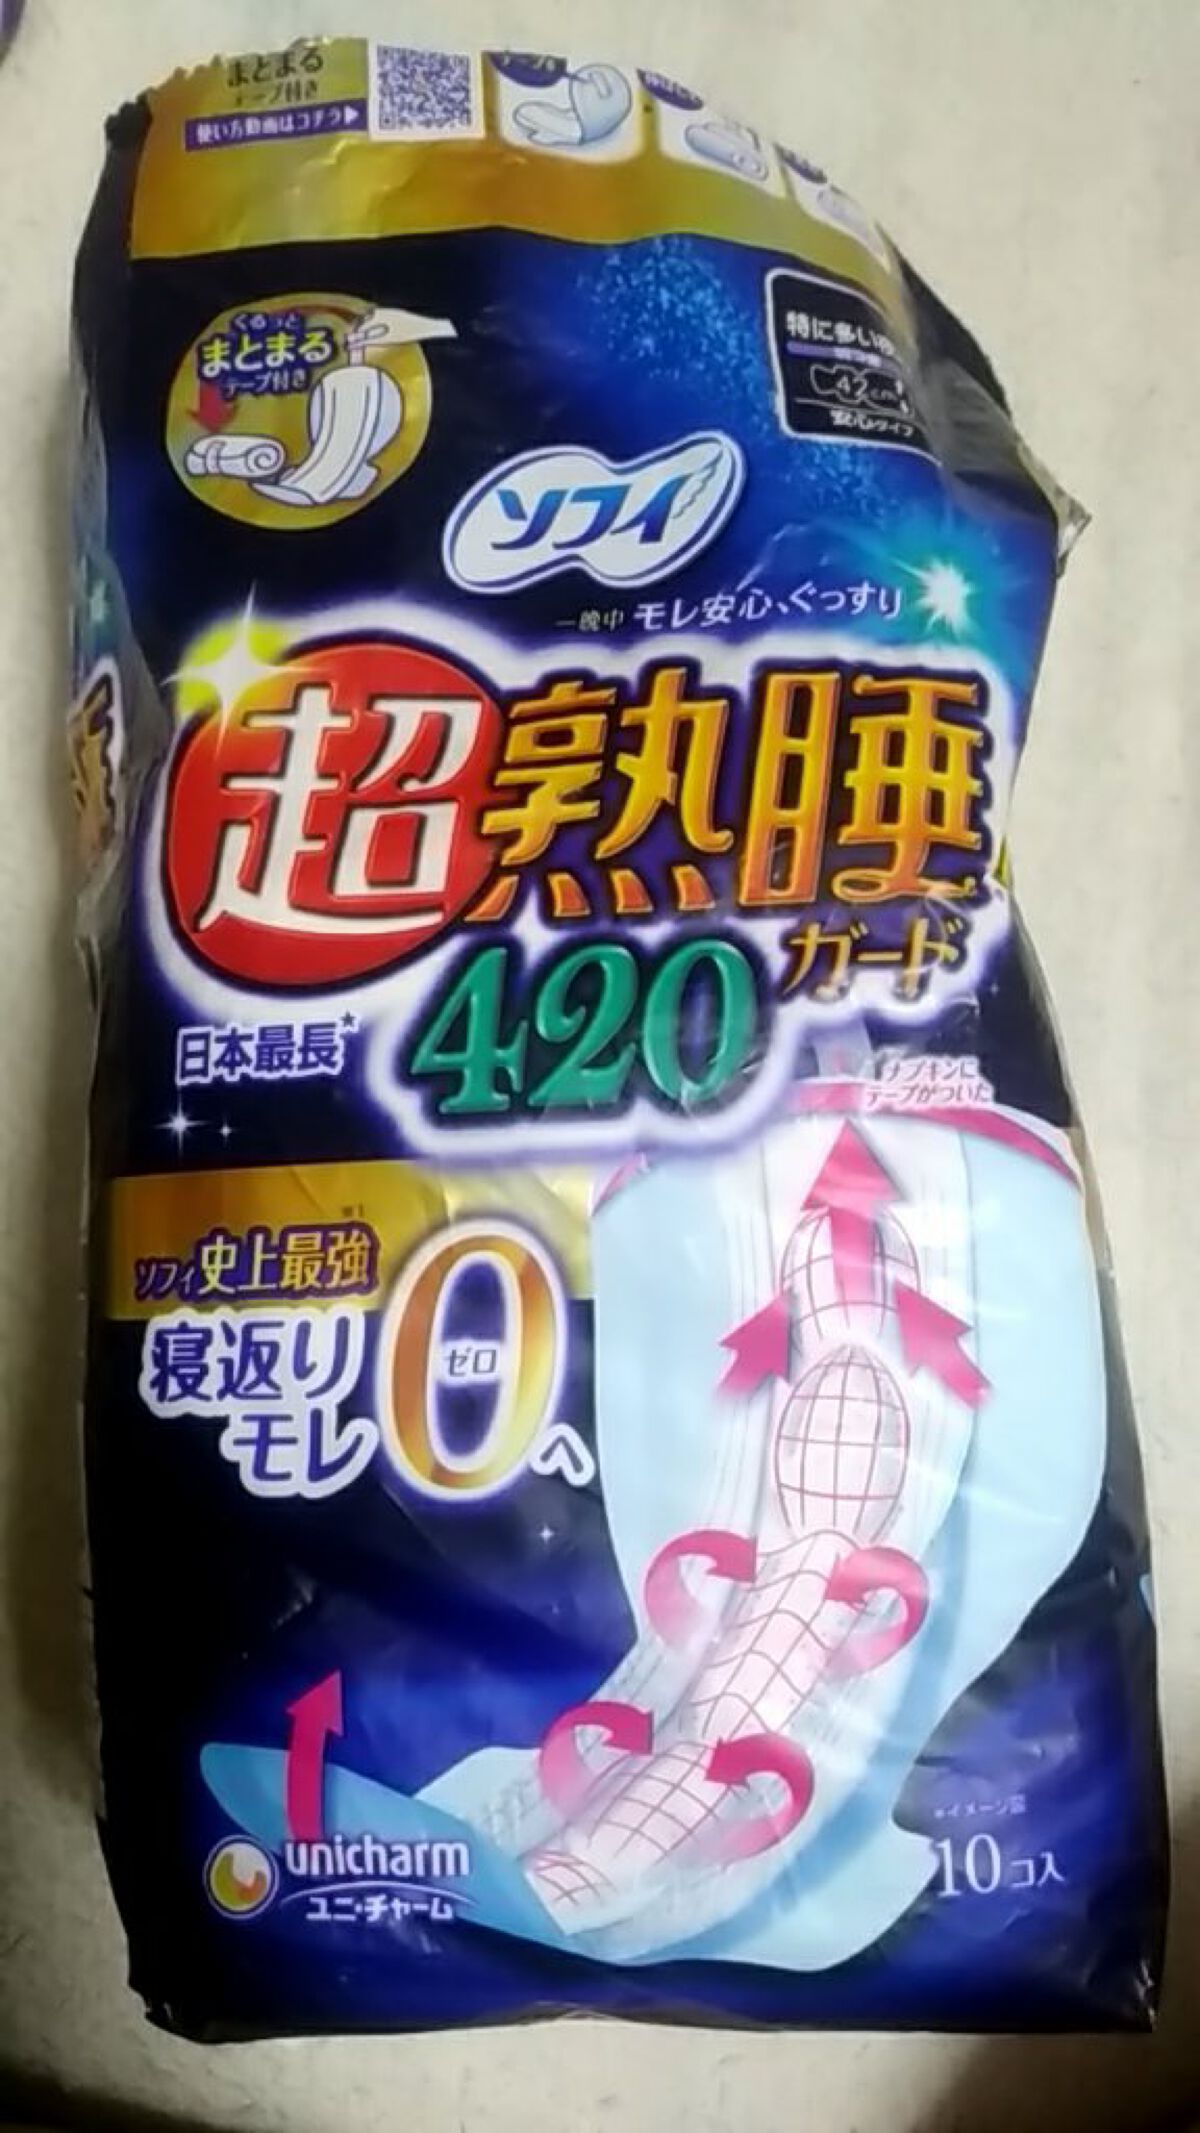 まとまる
テープ付き
使い方動画はコチラ▶
くるっと
まとまる
テープ付き
特に多い
42cm
安心タイプ
ソフィ
一晩中 モレ安心、ぐっすり
超熟睡
ガード
420
日本最長★
ナプキンに
テープがついた
ソフィ史上最強※1
寝返り
モレ
0
ゼロ
へ
unicharm
ユニ・チャーム
*イメージ図
10コ入